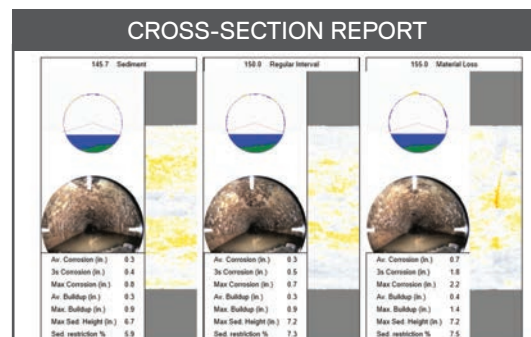 CROSS-SECTION REPORT
145.7 Sediment
150.0 Regular Interval
155.0 Material Loss
Av. Corrosion (in.) 0.3
3s Corrosion (in.) 0.4
Max Corrosion (in.) 0.8
Av. Buildup (in.) 0.3
Max. Buildup (in.) 0.9
Max Sed. Height (in.) 6.7
Sed. restriction % 5.9
Av. Corrosion (in.) 0.3
3s Corrosion (in.) 0.5
Max Corrosion (in.) 0.7
Av. Buildup (in.) 0.3
Max. Buildup (in.) 0.9
Max Sed. Height (in.) 7.2
Sed. restriction % 7.3
Av. Corrosion (in.) 0.7
3s Corrosion (in.) 1.8
Max Corrosion (in.) 2.2
Av. Buildup (in.) 0.4
Max. Buildup (in.) 1.4
Max Sed. Height (in.) 7.2
Sed. restriction % 7.5